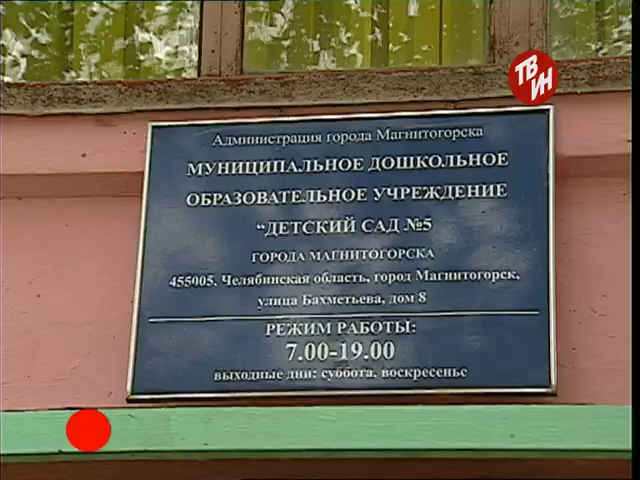 ТВ
ИН
Администрация города Магнитогорска
МУНИЦИПАЛЬНОЕ ДОШКОЛЬНОЕ
ОБРАЗОВАТЕЛЬНОЕ УЧРЕЖДЕНИЕ
“ДЕТСКИЙ САД №5
ГОРОДА МАГНИТОГОРСКА
455005, Челябинская область, город Магнитогорск,
улица Бахметьева, дом 8
РЕЖИМ РАБОТЫ:
7.00-19.00
выходные дни: суббота, воскресенье